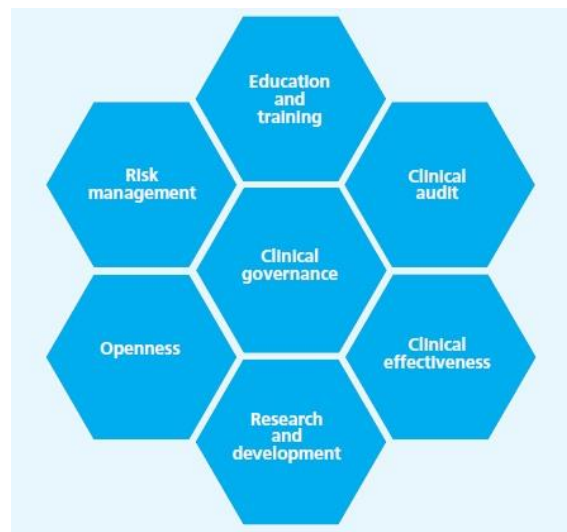 Education
and
training
Risk
management
Clinical
audit
Clinical
governance
Openness
Clinical
effectiveness
Research
and
development